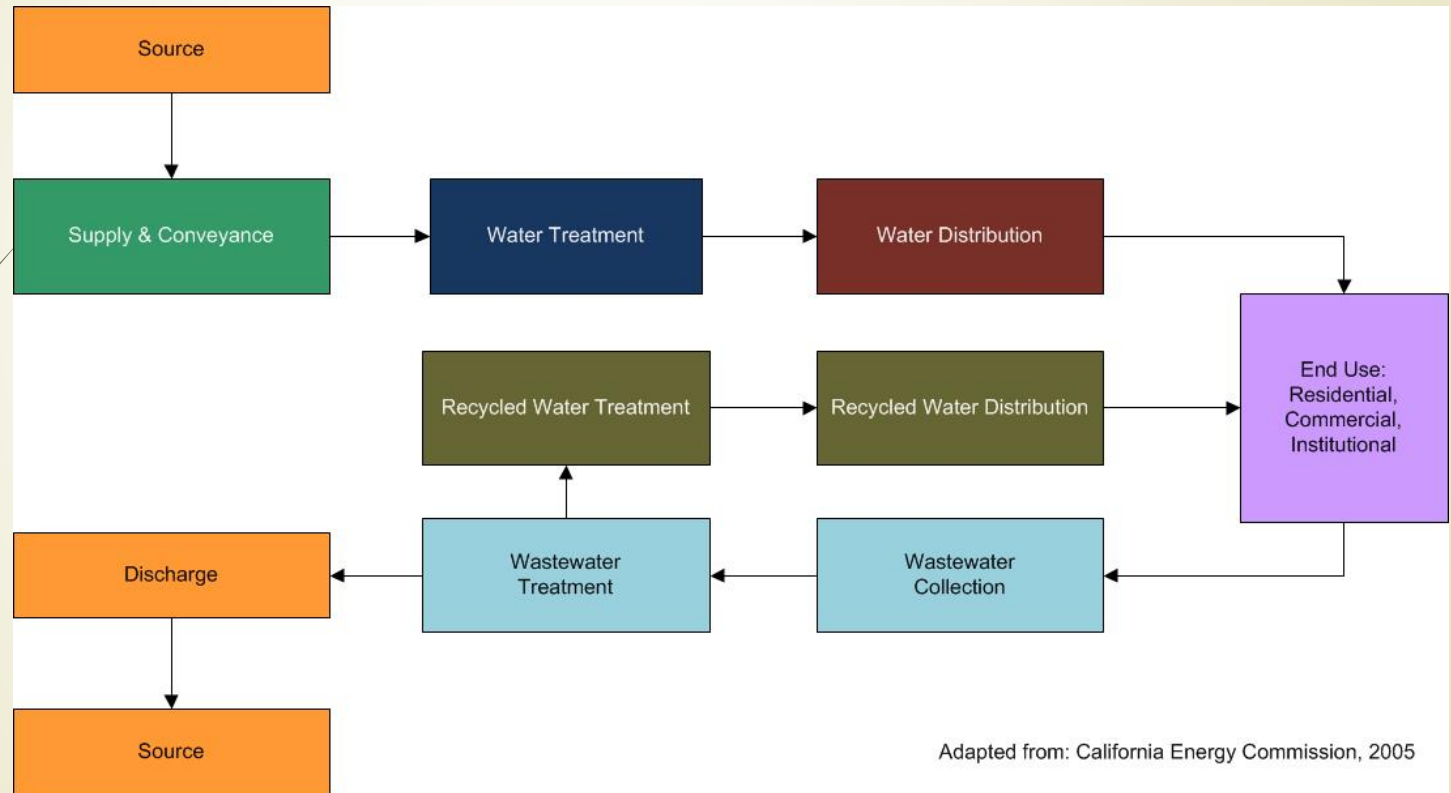 Source
Supply & Conveyance
Water Treatment
Water Distribution
End Use:
Residential,
Commercial,
Institutional
Recycled Water Treatment
Recycled Water Distribution
Discharge
Wastewater
Treatment
Wastewater
Collection
Source
Adapted from: California Energy Commission, 2005